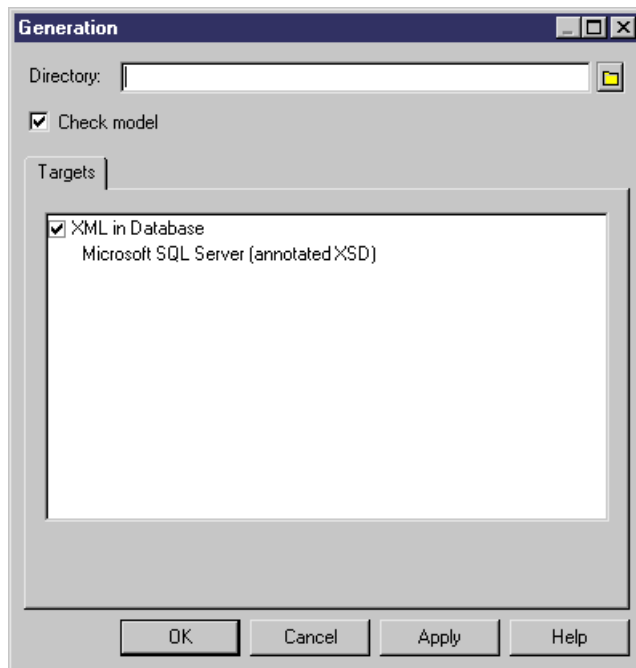 Generation
Directory:
Check model
Targets
XML in Database
Microsoft SQL Server (annotated XSD)
OK Cancel Apply Help